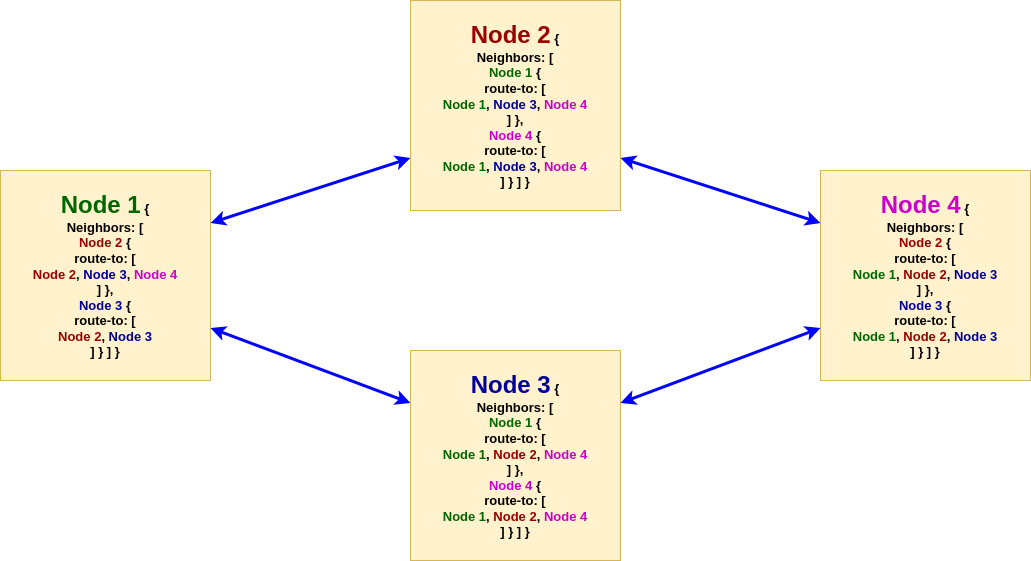 Node 2 {
Neighbors: [
Node 1 {
route-to: [
Node 1, Node 3, Node 4
] },
Node 4 {
route-to: [
Node 1, Node 3, Node 4
] } ] }
Node 1 {
Neighbors: [
Node 2 {
route-to: [
Node 2, Node 3, Node 4
] },
Node 3 {
route-to: [
Node 2, Node 3
] } ] }
Node 4 {
Neighbors: [
Node 2 {
route-to: [
Node 1, Node 2, Node 3
] },
Node 3 {
route-to: [
Node 1, Node 2, Node 3
] } ] }
Node 3 {
Neighbors: [
Node 1 {
route-to: [
Node 1, Node 2, Node 4
] },
Node 4 {
route-to: [
Node 1, Node 2, Node 4
] } ] }